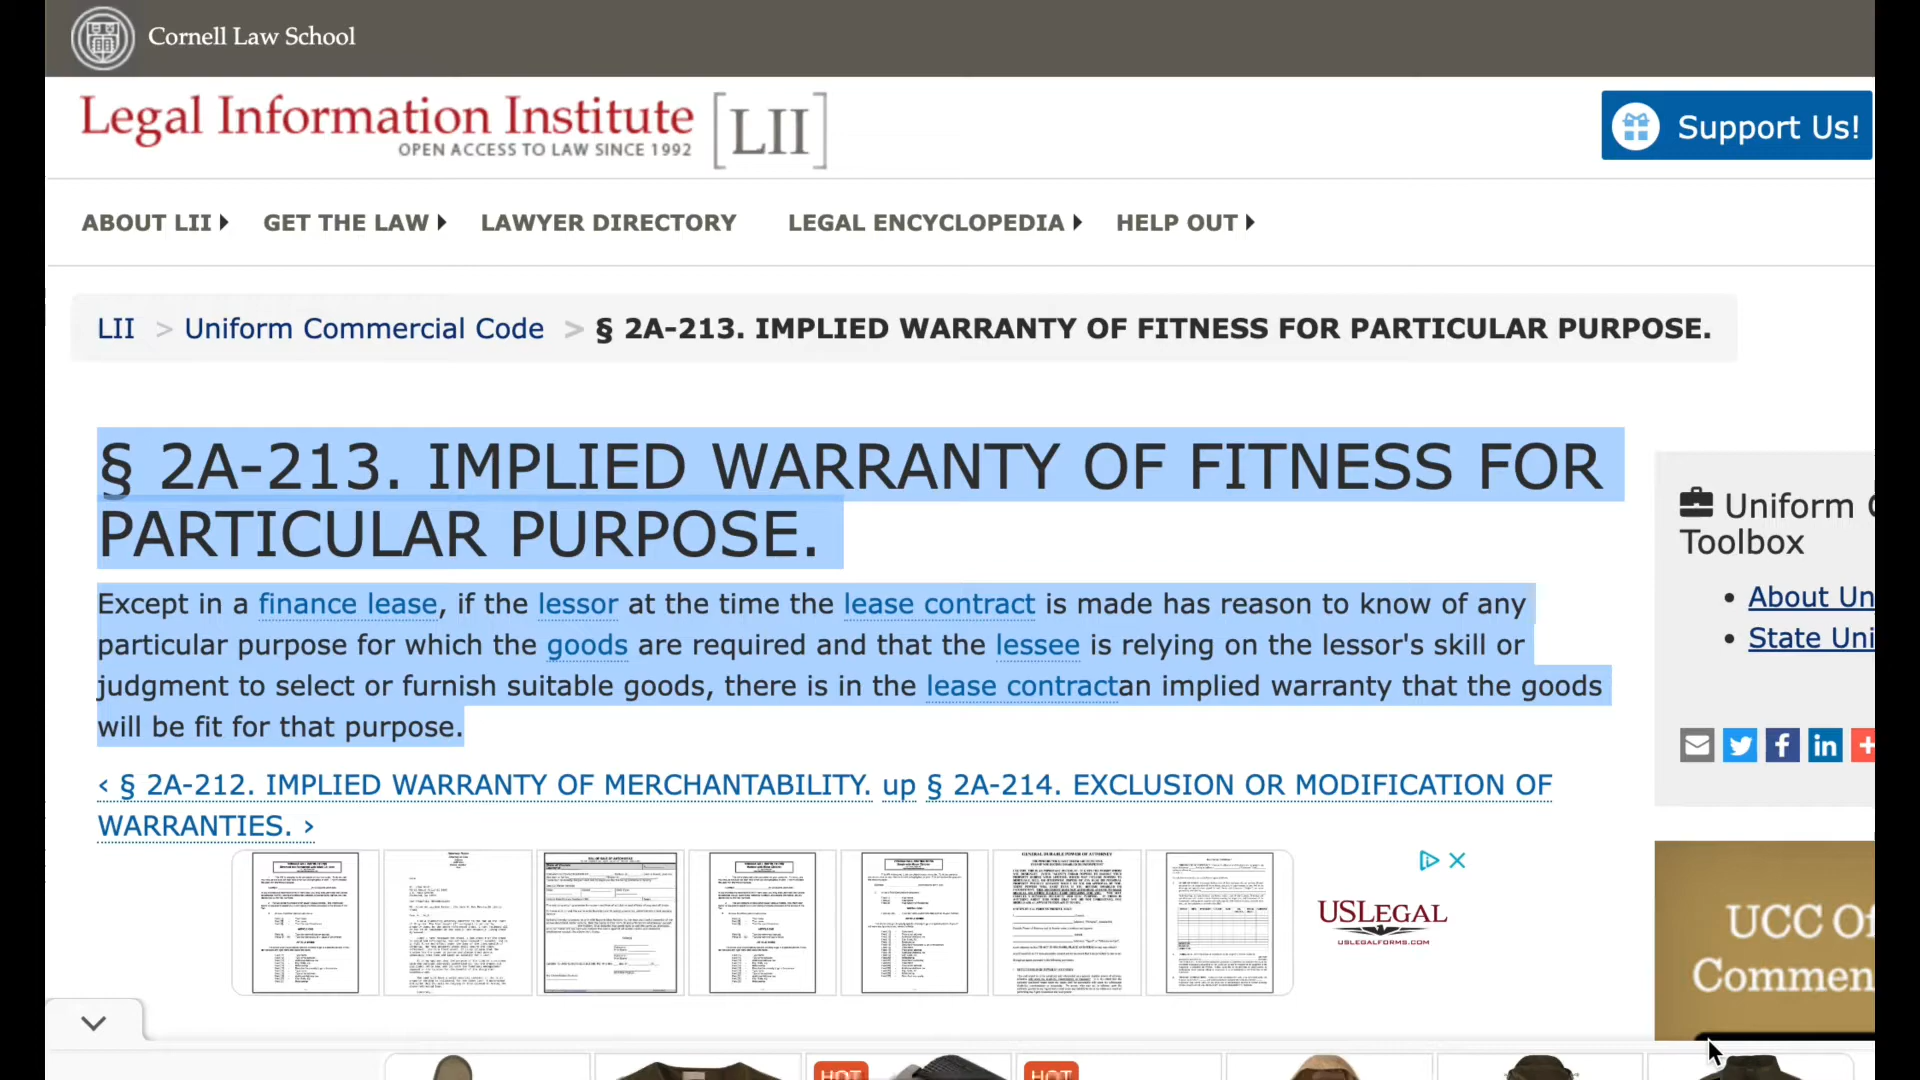 Cornell Law School
Legal Information Institute [LII]
OPEN ACCESS TO LAW SINCE 1992
Support Us!
ABOUT LII GET THE LAW LAWYER DIRECTORY LEGAL ENCYCLOPEDIA HELP OUT
LII > Uniform Commercial Code > § 2A-213. IMPLIED WARRANTY OF FITNESS FOR PARTICULAR PURPOSE.
§ 2A-213. IMPLIED WARRANTY OF FITNESS FOR
PARTICULAR PURPOSE.
Except in a finance lease, if the lessor at the time the lease contract is made has reason to know of any
particular purpose for which the goods are required and that the lessee is relying on the lessor's skill or
judgment to select or furnish suitable goods, there is in the lease contractan implied warranty that the goods
will be fit for that purpose.
‹ § 2A-212. IMPLIED WARRANTY OF MERCHANTABILITY. up § 2A-214. EXCLUSION OR MODIFICATION OF
WARRANTIES. ›
Uniform
Toolbox
• About Un
• State Uni
USLEGAL
USLEGALFORMS.COM
UCC Of
Commen
HOT HOT